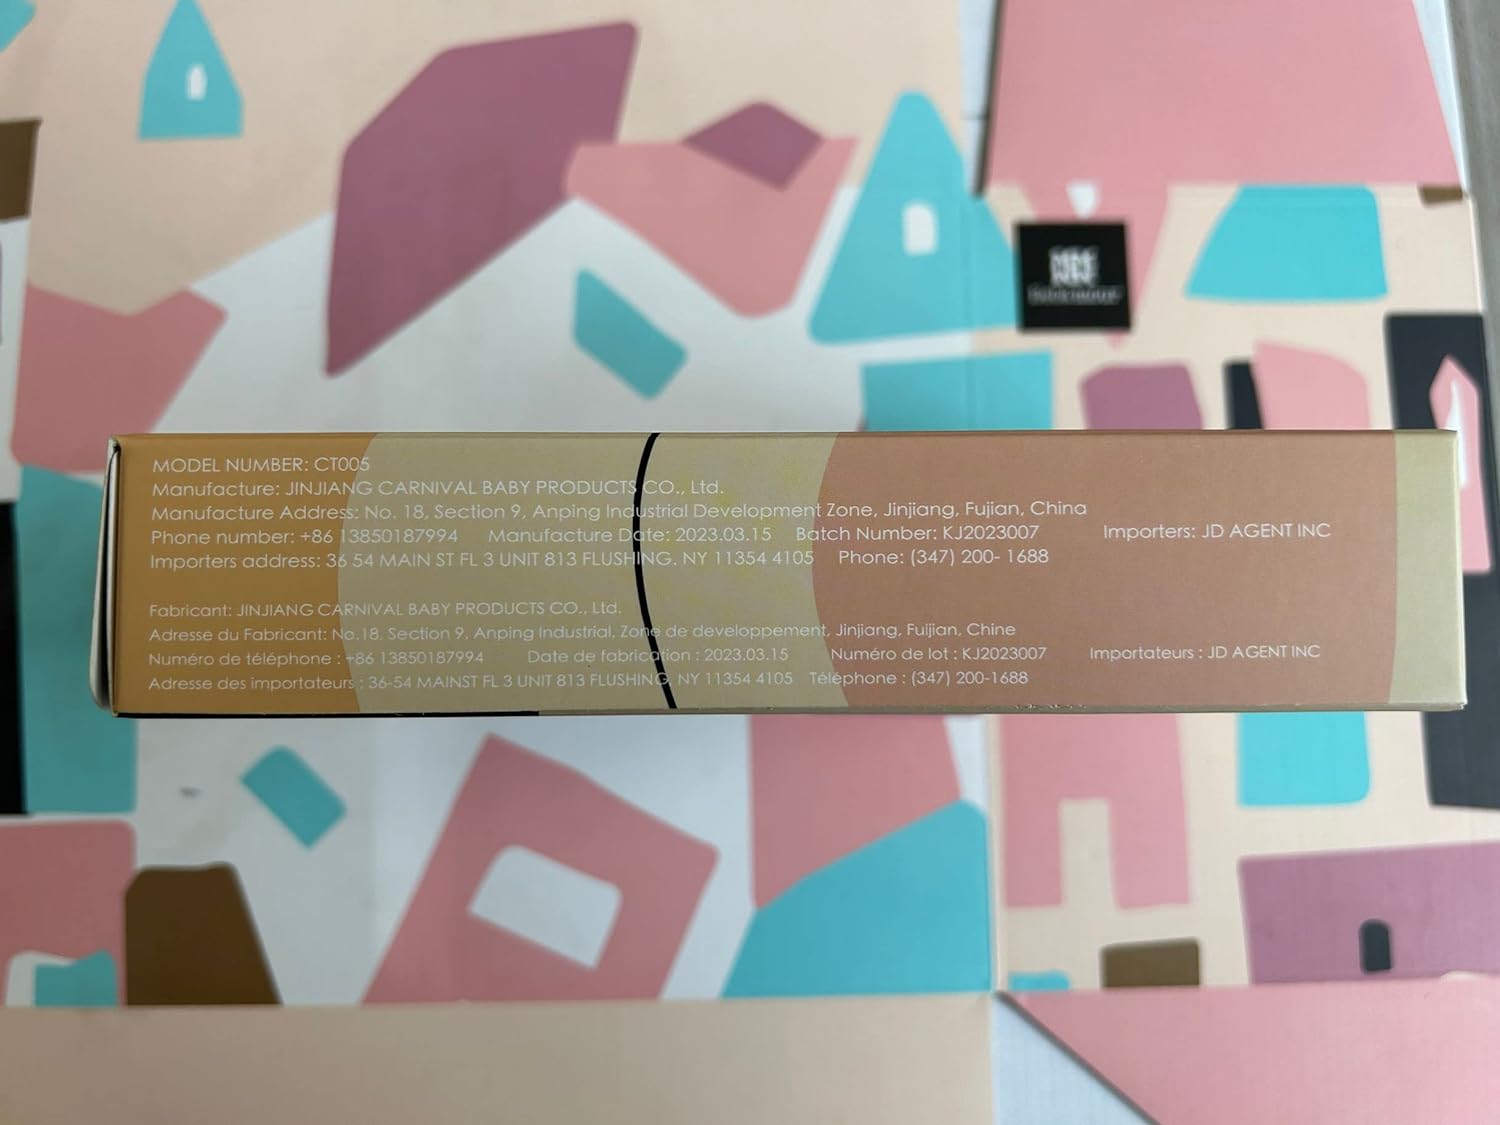 MODEL NUMBER: CT005
Manufacture: JINJIANG CARNIVAL BABY PRODUCTS CO., Ltd.
Manufacture Address: No. 18, Section 9, Anping Industrial Development Zone, Jinjiang, Fujian, China
Phone number: +86 13850187994 Manufacture Date: 2023.03.15 Batch Number: KJ2023007 Importers: JD AGENT INC
Importers address: 36 54 MAIN ST FL 3 UNIT 813 FLUSHING. NY 11354 4105 Phone: (347) 200- 1688
Fabricant: JINJIANG CARNIVAL BABY PRODUCTS CO., Ltd.
Adresse du Fabricant: No.18, Section 9, Anping Industrial, Zone de developpement, Jinjiang, Fuijian, Chine
Numéro de téléphone : +86 13850187994 Date de fabrication : 2023.03.15 Numéro de lot : KJ2023007 Importateurs : JD AGENT INC
Adresse des importateurs : 36-54 MAINST FL 3 UNIT 813 FLUSHING, NY 11354 4105 Téléphone : (347) 200-1688